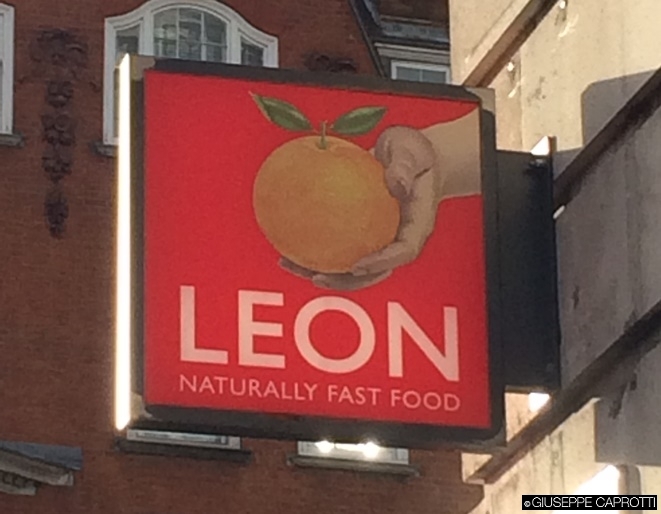 LEON
NATURALLY FAST FOOD
©GIUSEPPE CAPROTTI